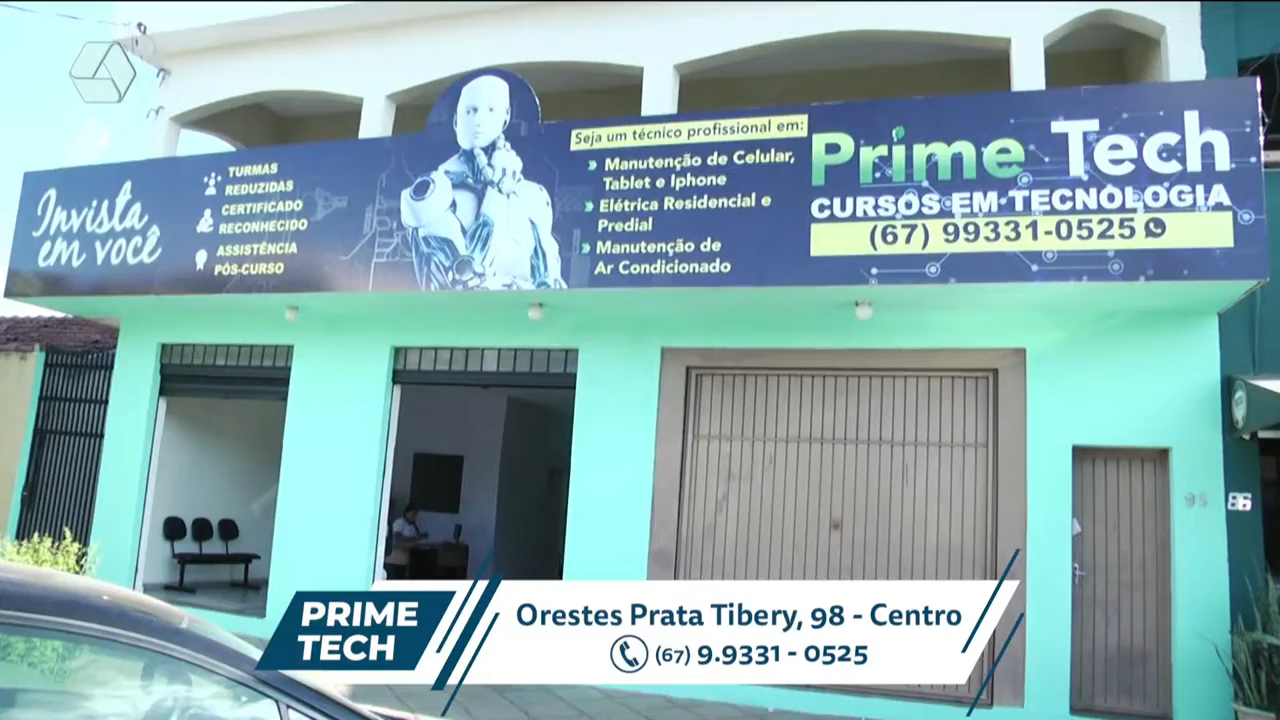 Invista
em você
TURMAS
REDUZIDAS
CERTIFICADO
RECONHECIDO
ASSISTÊNCIA
PÓS-CURSO
Seja um técnico profissional em:
Manutenção de Celular,
Tablet e Iphone
Elétrica Residencial e
Predial
Manutenção de
Ar Condicionado
Prime Tech
CURSOS EM TECNOLOGIA
(67) 99331-0525
98 86
PRIME
TECH
Orestes Prata Tibery, 98 - Centro
(67) 9.9331 - 0525